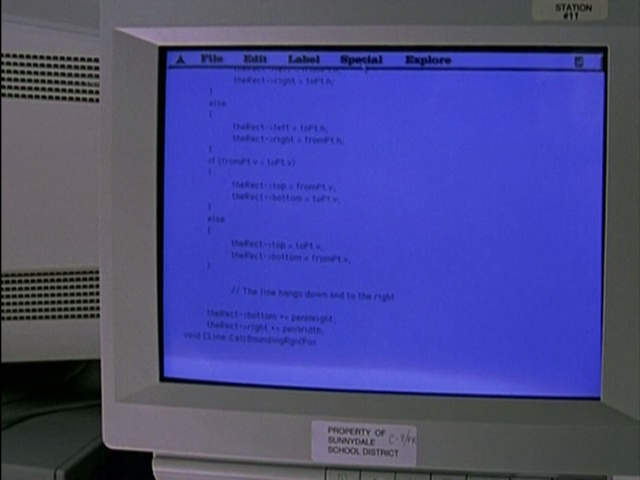 STATION
#11
File Edit Label Special Explore
theRect->right = toPt.h;
}
else
{
theRect->left = toPt.h;
theRect->right = fromPt.h;
}
if (fromPt.v < toPt.v)
{
theRect->top = fromPt.v;
theRect->bottom = toPt.v;
}
else
{
theRect->top = toPt.v;
theRect->bottom = fromPt.v;
}
// The line hangs down and to the right
theRect->bottom += penHeight;
theRect->right += penWidth;
void CLine::CalcBoundingRgn(Poi
PROPERTY OF
SUNNYDALE
SCHOOL DISTRICT